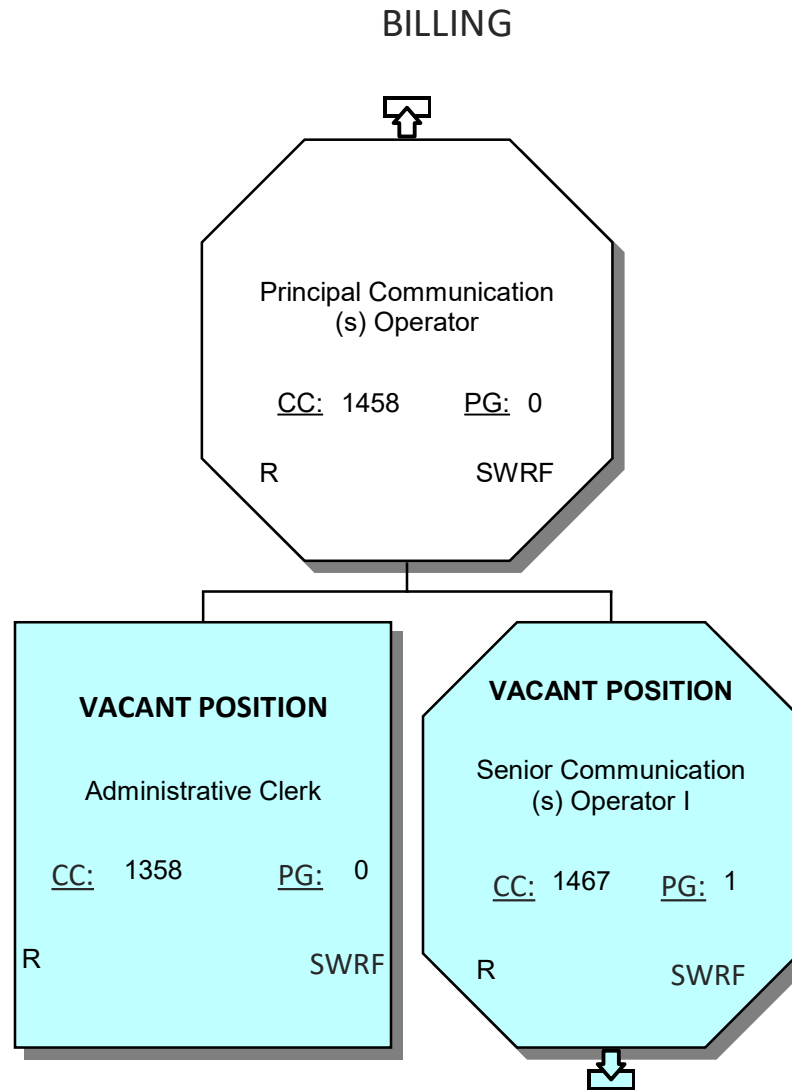 BILLING
Principal Communication
(s) Operator
CC: 1458 PG: 0
R SWRF
VACANT POSITION
Administrative Clerk
CC: 1358 PG: 0
R SWRF
VACANT POSITION
Senior Communication
(s) Operator I
CC: 1467 PG: 1
R SWRF